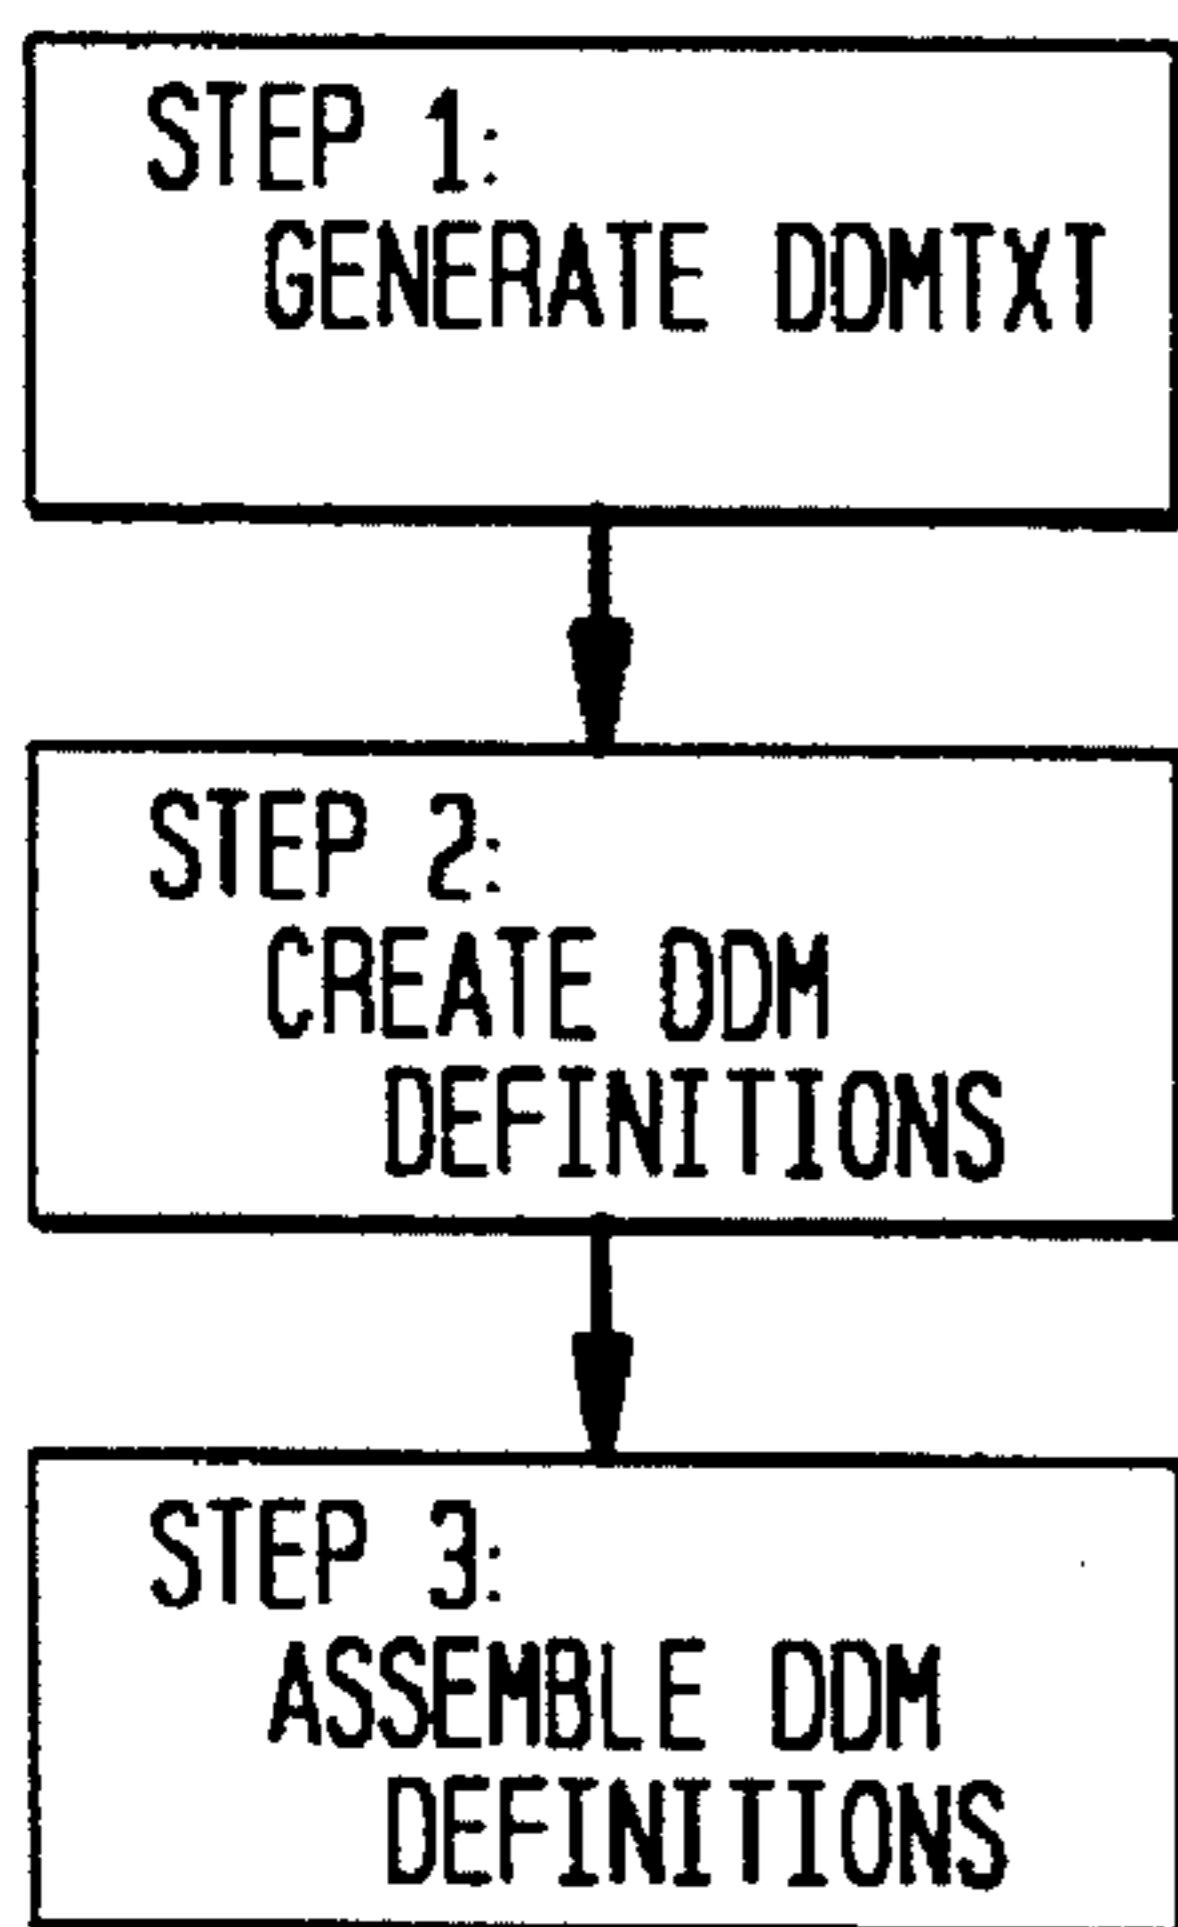 STEP 1:
GENERATE DDMTXT
STEP 2:
CREATE DDM
DEFINITIONS
STEP 3:
ASSEMBLE DDM
DEFINITIONS